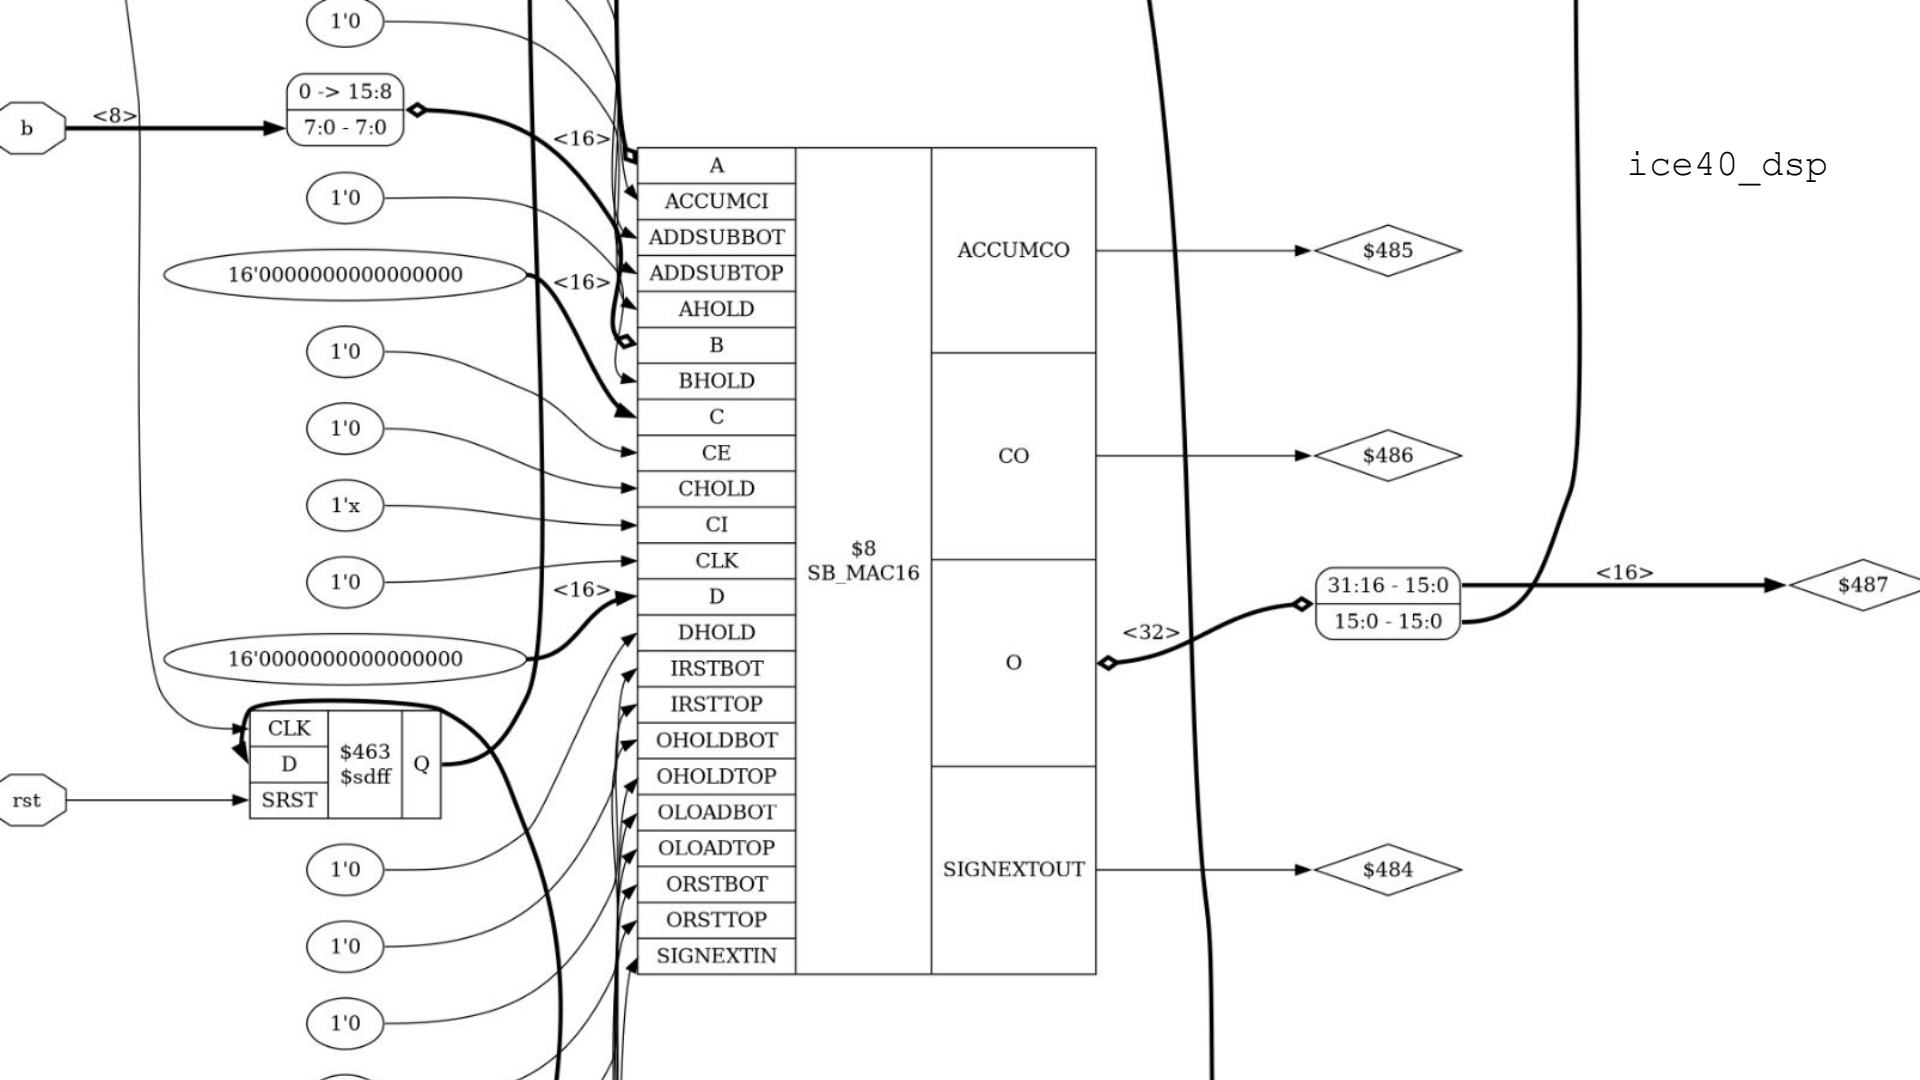 1'0
b
<8>
0 -> 15:8
7:0 - 7:0
<16>
1'0
16'0000000000000000
<16>
1'0
1'0
1'x
1'0
<16>
16'0000000000000000
CLK
D
SRST
$463
$sdff
Q
rst
1'0
1'0
1'0
A
ACCUMCI
ADDSUBBOT
ADDSUBTOP
AHOLD
B
BHOLD
C
CE
CHOLD
CI
CLK
D
DHOLD
IRSTBOT
IRSTTOP
OHOLDBOT
OHOLDTOP
OLOADBOT
OLOADTOP
ORSTBOT
ORSTTOP
SIGNEXTIN
$8
SB_MAC16
ACCUMCO
CO
O
SIGNEXTOUT
<32>
$485
$486
31:16 - 15:0
15:0 - 15:0
<16>
$487
$484
ice40_dsp